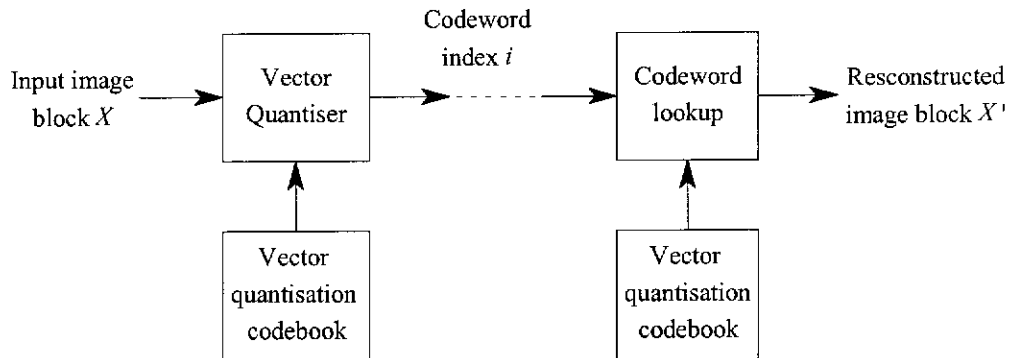 Input image
block X
Vector
Quantiser
Codeword
index i
Codeword
lookup
Resconstructed
image block X'
Vector
quantisation
codebook
Vector
quantisation
codebook